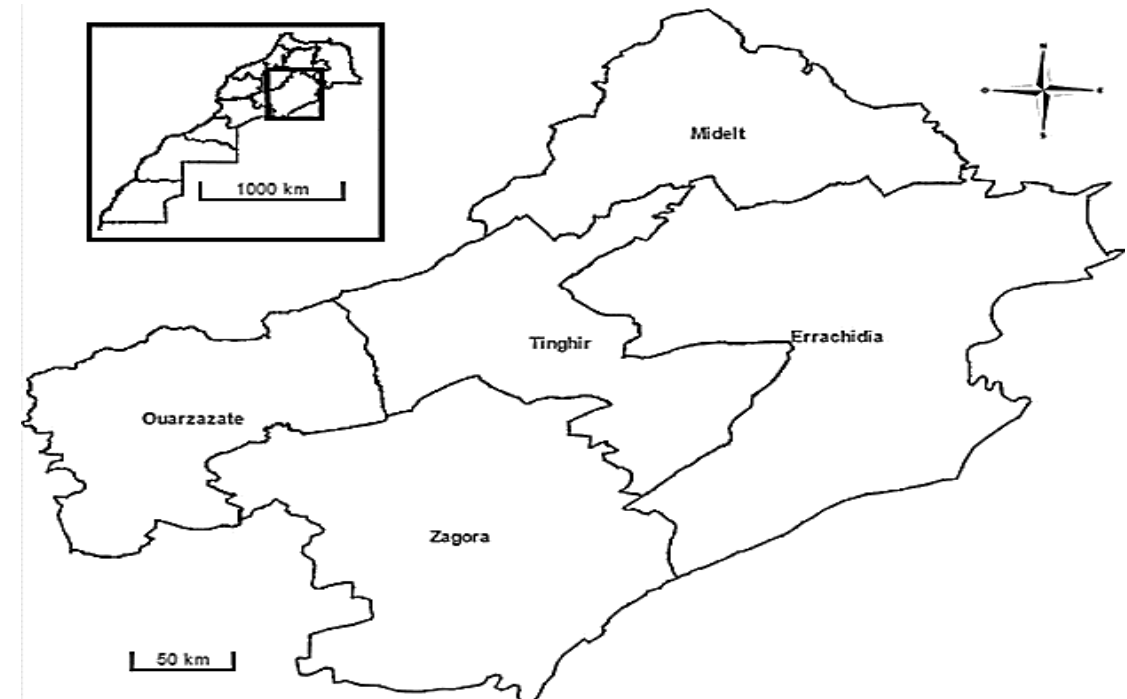 Midelt
1000 km
Tinghir
Errachidia
Ouarzazate
Zagora
50 km